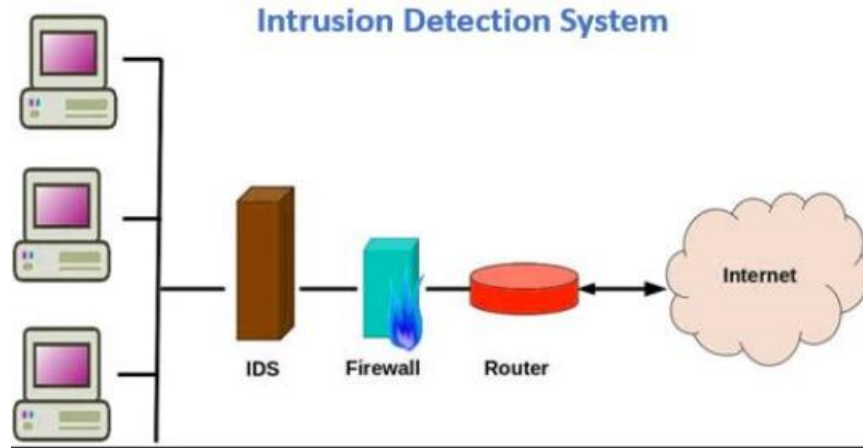 Intrusion Detection System
Internet
IDS
Firewall
Router